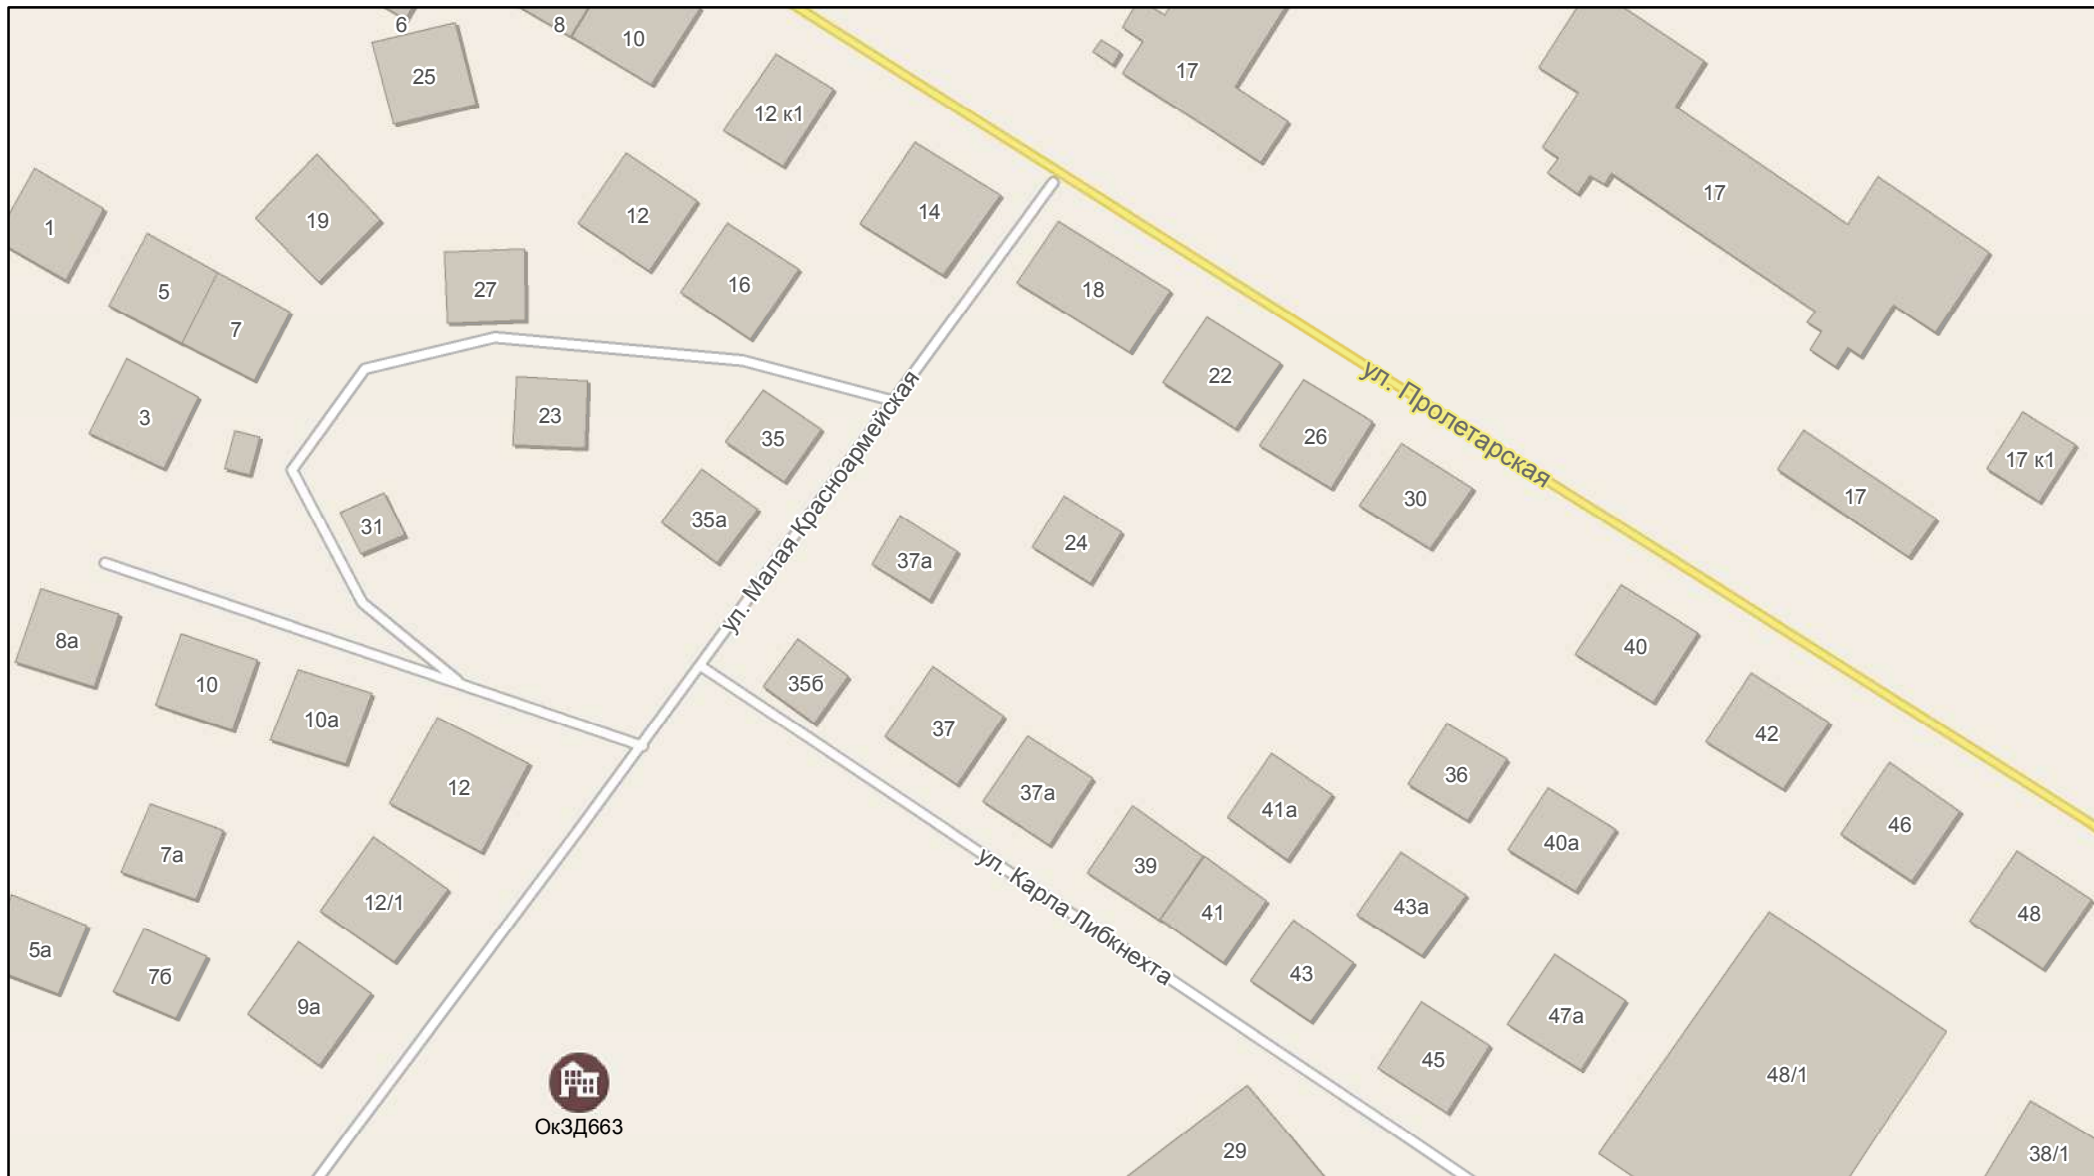 6
8
10
25
12 к1
17
17
1
19
12
14
5
7
27
16
18
3
23
35
22
26
30
ул. Пролетарская
17
17 к1
31
35а
ул. Малая Красноармейская
37а
24
8а
10
10а
35б
37
40
42
12
37а
41а
36
46
7а
12/1
39
41
43а
40а
48
ул. Карла Либкнехта
5а
7б
9а
43
47а
45
48/1
ОкЗД663
29
38/1